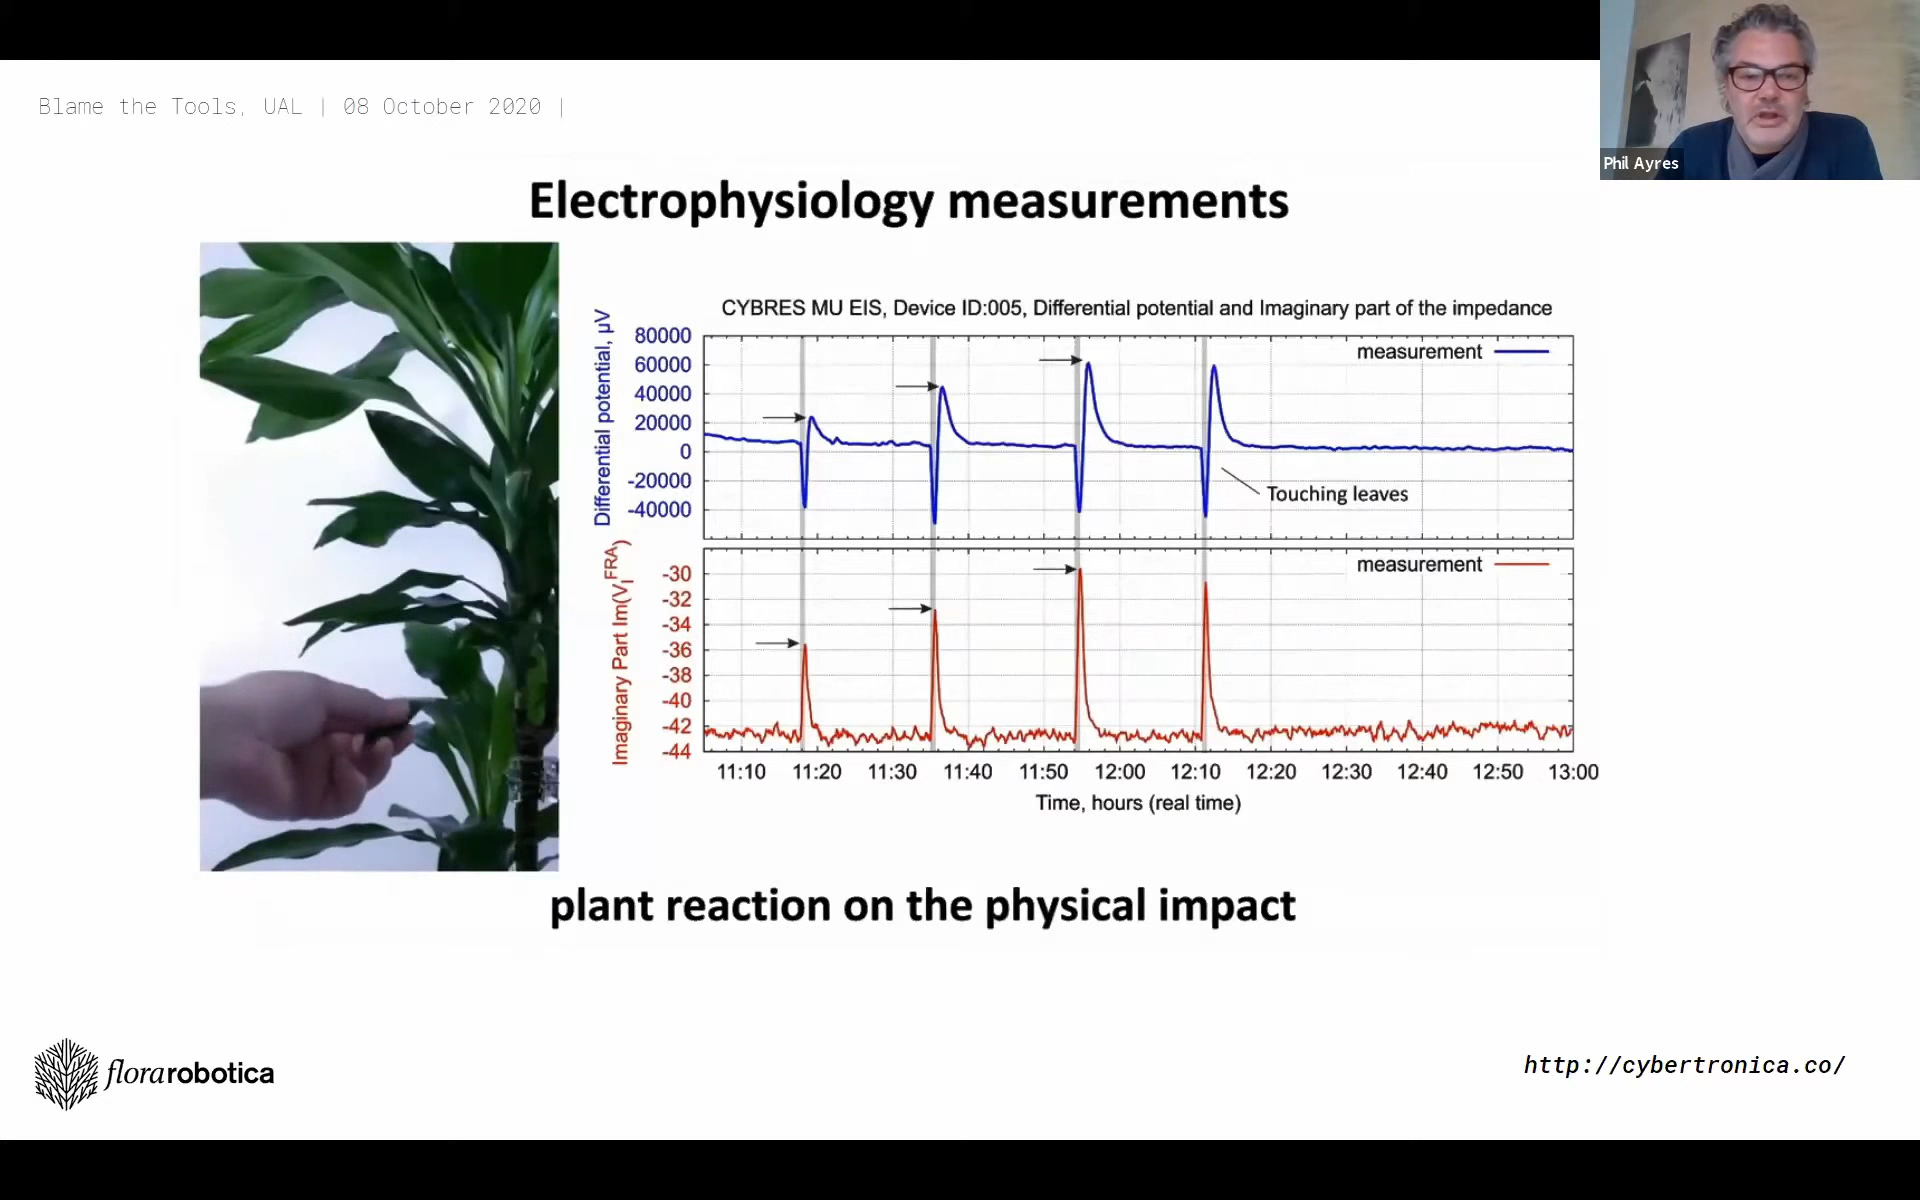 Blame the Tools, UAL | 08 October 2020 |
Phil Ayres
Electrophysiology measurements
CYBRES MU EIS, Device ID:005, Differential potential and Imaginary part of the impedance
Differential potential, µV
80000
60000
40000
20000
0
-20000
-40000
measurement
Touching leaves
Imaginary Part Im(V_I^FRA)
-30
-32
-34
-36
-38
-40
-42
-44
measurement
11:10 11:20 11:30 11:40 11:50 12:00 12:10 12:20 12:30 12:40 12:50 13:00
Time, hours (real time)
plant reaction on the physical impact
florarobotica
http://cybertronica.co/